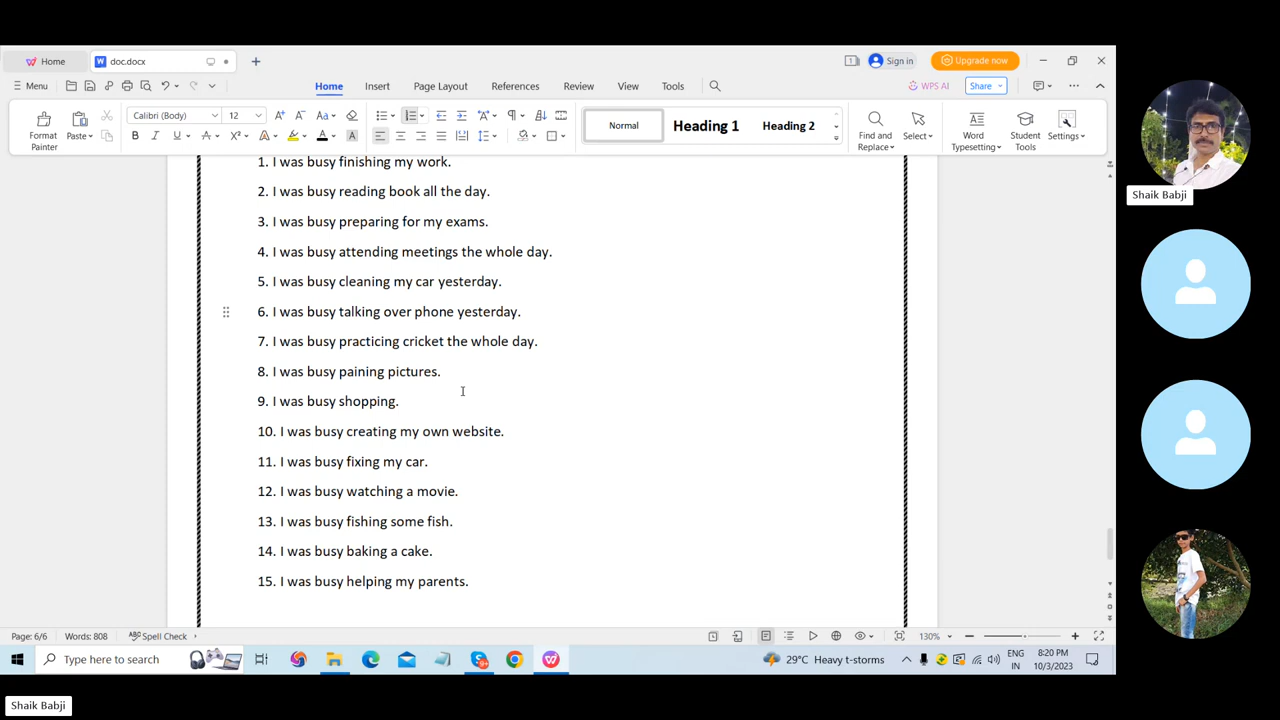 Home
doc.docx
Sign in
Upgrade now
Menu
Home
Insert
Page Layout
References
Review
View
Tools
WPS AI
Share
Format
Painter
Paste
Calibri (Body)
12
Normal
Heading 1
Heading 2
Find and
Replace
Select
Word
Typesetting
Student
Tools
Settings
1. I was busy finishing my work.
2. I was busy reading book all the day.
3. I was busy preparing for my exams.
4. I was busy attending meetings the whole day.
5. I was busy cleaning my car yesterday.
6. I was busy talking over phone yesterday.
7. I was busy practicing cricket the whole day.
8. I was busy paining pictures.
9. I was busy shopping.
10. I was busy creating my own website.
11. I was busy fixing my car.
12. I was busy watching a movie.
13. I was busy fishing some fish.
14. I was busy baking a cake.
15. I was busy helping my parents.
Page: 6/6
Words: 808
Spell Check
130%
Type here to search
29°C Heavy t-storms
ENG
IN
8:20 PM
10/3/2023
Shaik Babji
Shaik Babji